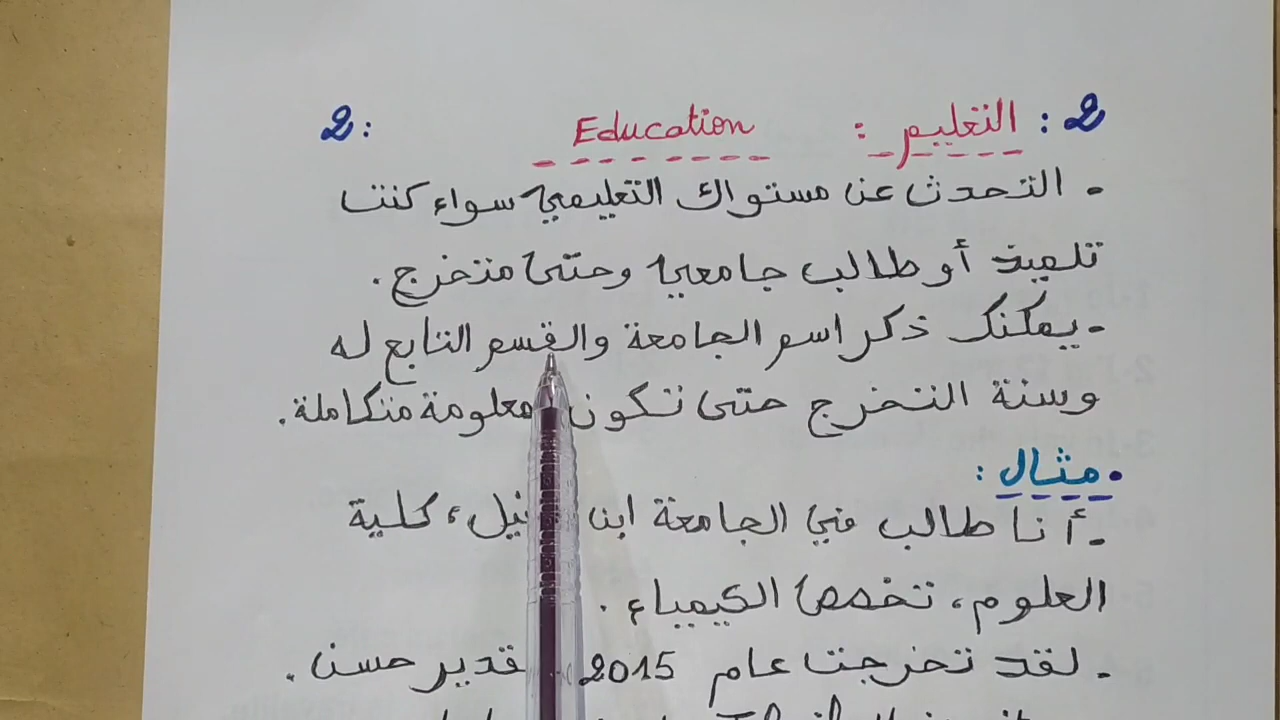 2 : التعليم : Education 2 :
. التحدث عن مستواك التعليمي سواء كنت
تلميذ أو طالب جامعي وحتى متخرج .
- يمكنك ذكر اسم الجامعة والقسم التابع له
وسنة التخرج حتى تكون معلومة متكاملة .
• مثال :
- أنا طالب في الجامعة ابن ، كلية
العلوم ، تخصص الكيمياء .
. لقد تخرجت عام 2015 حسن .